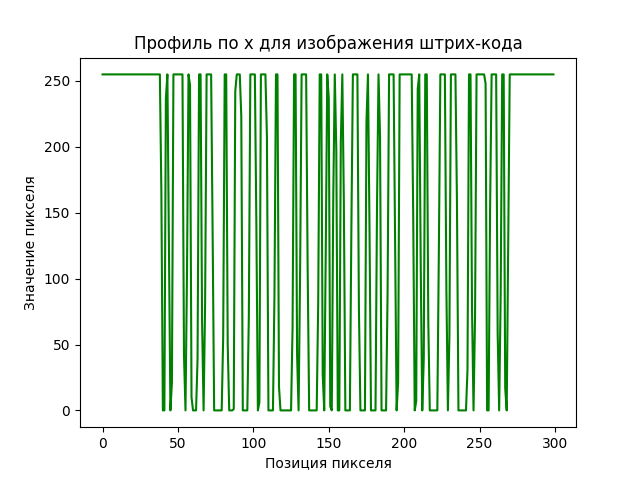 Профиль по x для изображения штрих-кода
Значение пикселя
250
200
150
100
50
0
0 50 100 150 200 250 300
Позиция пикселя